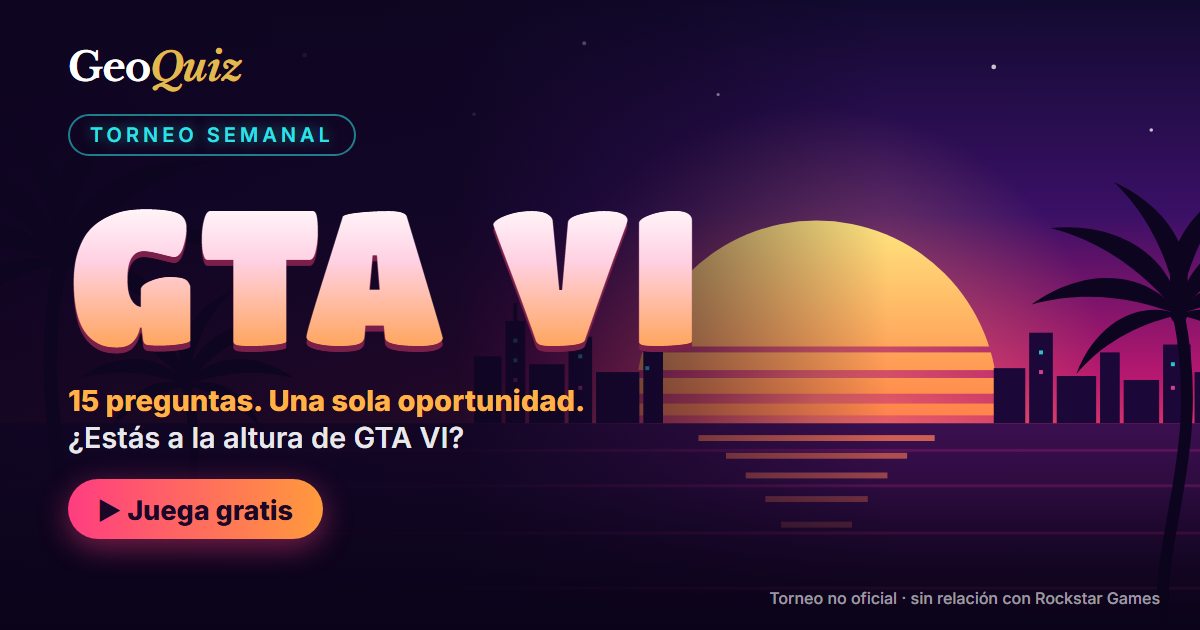 GeoQuiz
TORNEO SEMANAL
GTA VI
15 preguntas. Una sola oportunidad.
¿Estás a la altura de GTA VI?
▶ Juega gratis
Torneo no oficial · sin relación con Rockstar Games